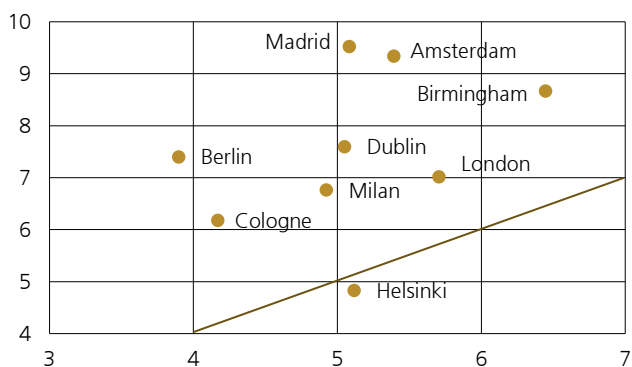 10
Madrid
Amsterdam
9
Birmingham
8
Berlin
Dublin
London
7
Milan
Cologne
6
5
Helsinki
4
3 4 5 6 7